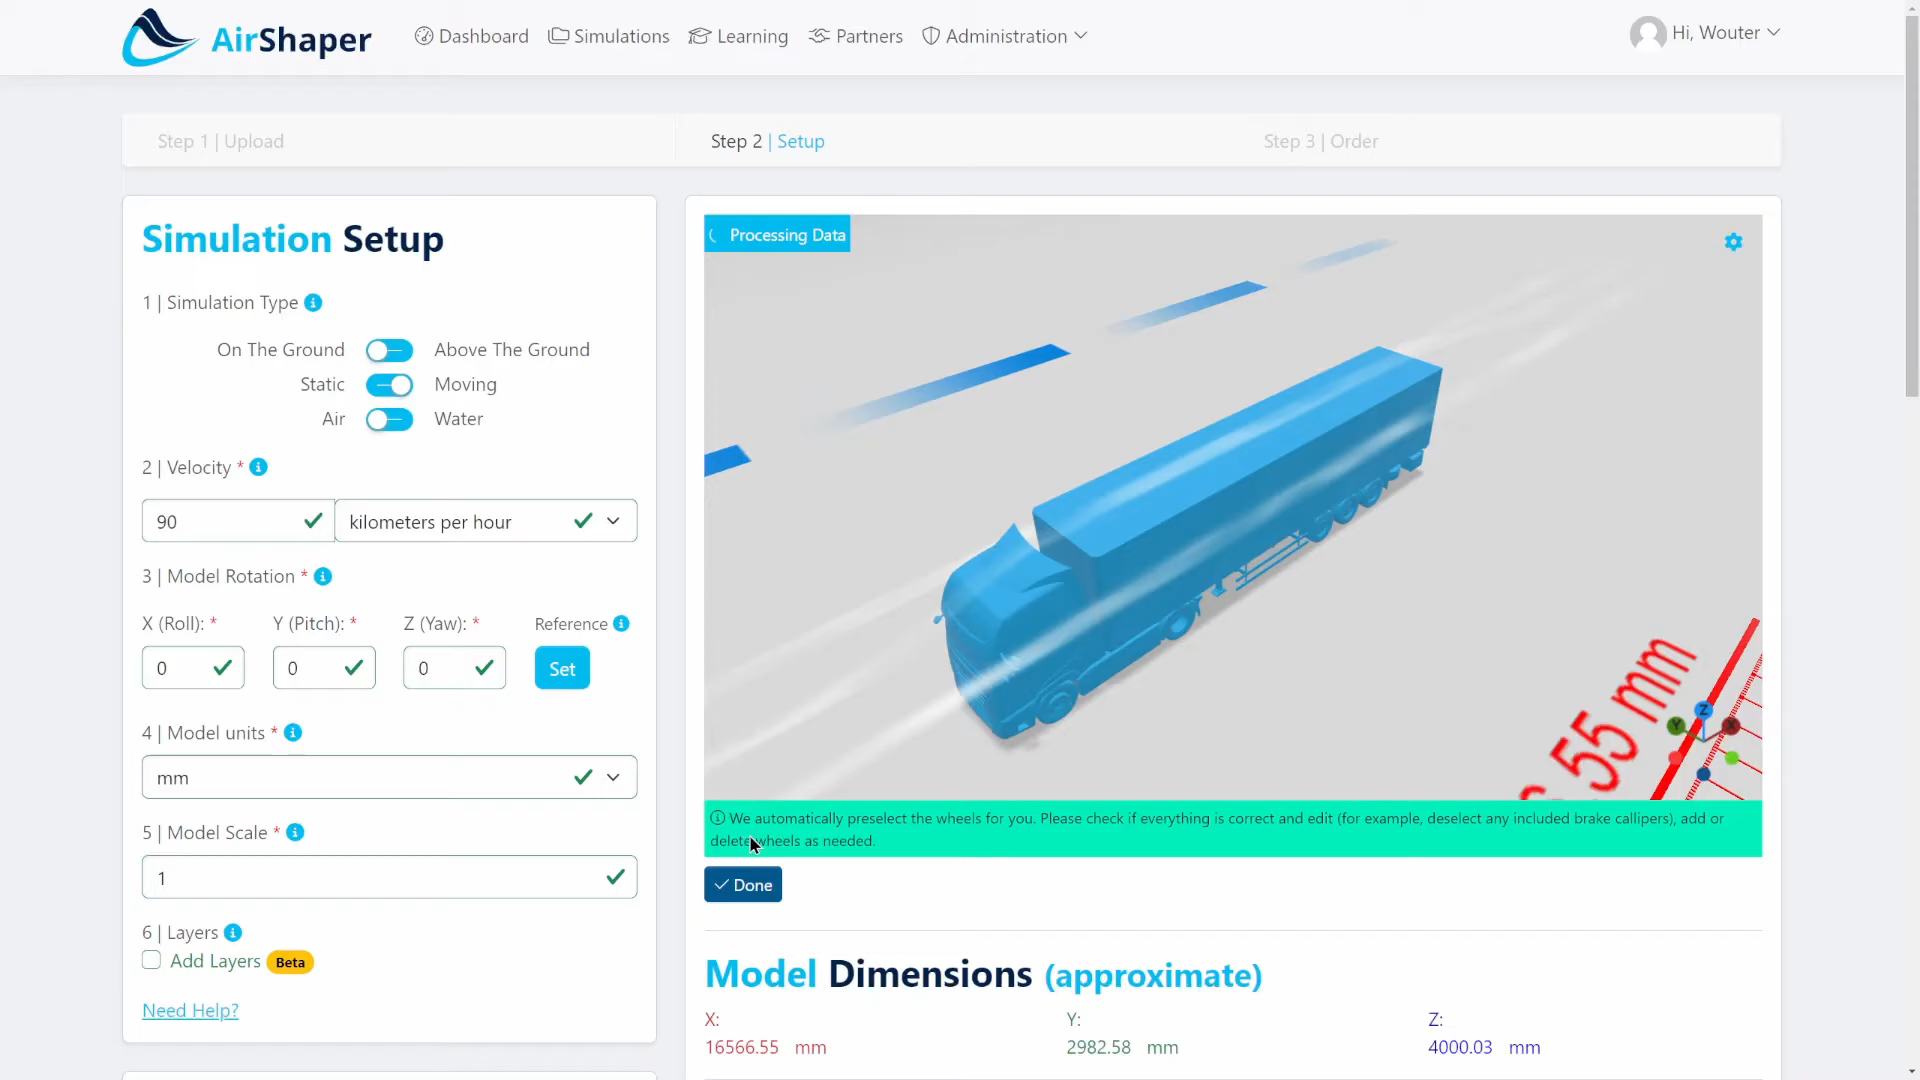 AirShaper
Dashboard
Simulations
Learning
Partners
Administration
Hi, Wouter
Step 1 | Upload
Step 2 | Setup
Step 3 | Order
Simulation Setup
1 | Simulation Type
On The Ground
Above The Ground
Static
Moving
Air
Water
2 | Velocity *
90
kilometers per hour
3 | Model Rotation *
X (Roll): *
Y (Pitch): *
Z (Yaw): *
Reference
0
0
0
Set
4 | Model units *
mm
5 | Model Scale *
1
6 | Layers
Add Layers Beta
Need Help?
Processing Data
55 mm
Z
Y
X
We automatically preselect the wheels for you. Please check if everything is correct and edit (for example, deselect any included brake callipers), add or
delete wheels as needed.
Done
Model Dimensions (approximate)
X:
Y:
Z:
16566.55 mm
2982.58 mm
4000.03 mm